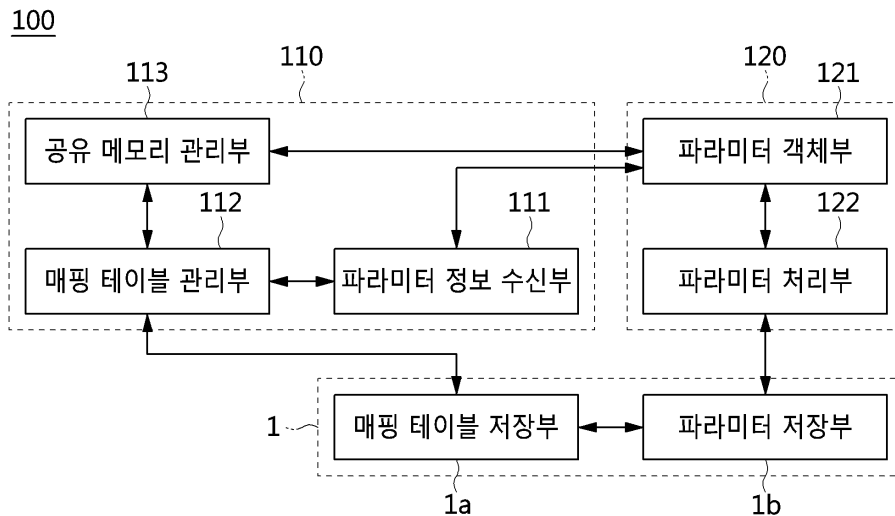 100
110
120
113
121
공유 메모리 관리부
파라미터 객체부
112
111
122
매핑 테이블 관리부
파라미터 정보 수신부
파라미터 처리부
1
매핑 테이블 저장부
파라미터 저장부
1a
1b